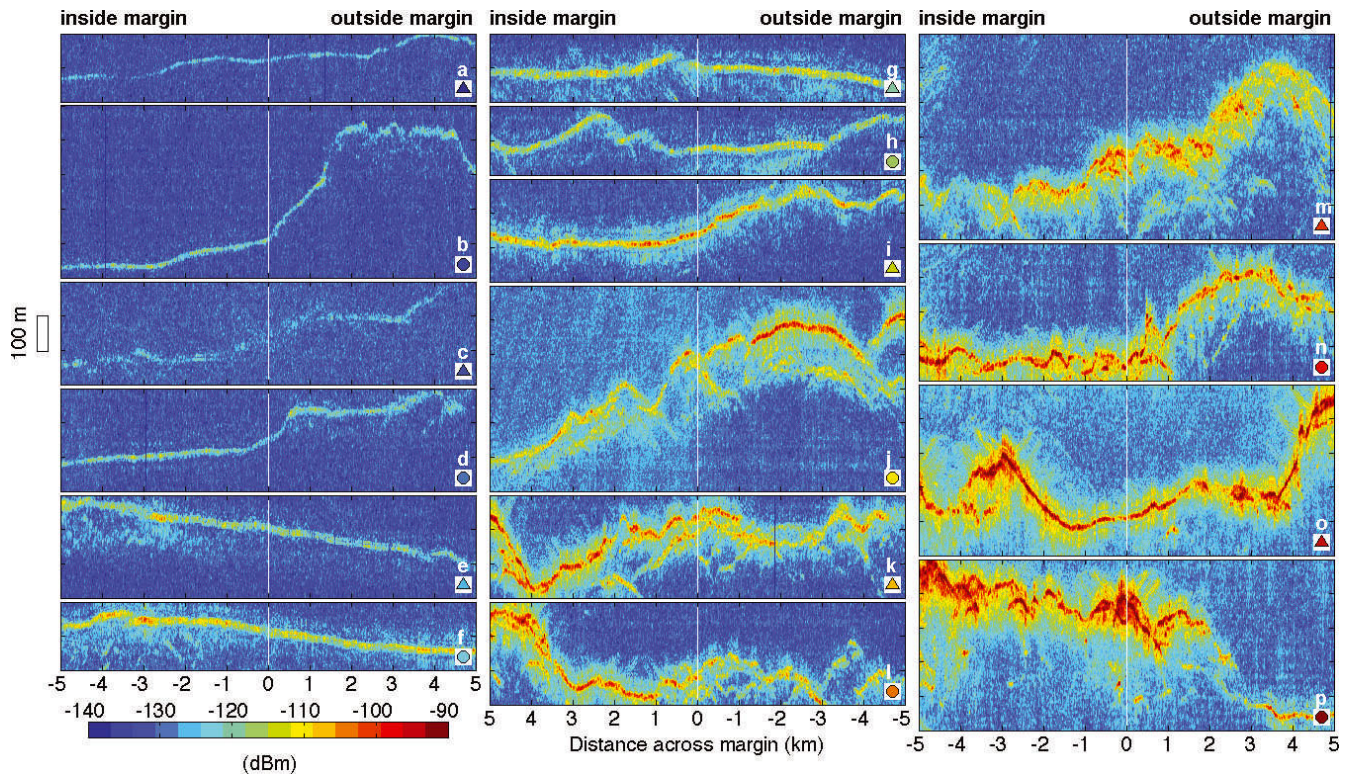 inside margin outside margin
inside margin outside margin
inside margin outside margin
a
b
c
d
e
f
100 m
-5 -4 -3 -2 -1 0 1 2 3 4 5
-140 -130 -120 -110 -100 -90
(dBm)
g
h
i
j
k
l
5 4 3 2 1 0 -1 -2 -3 -4 -5
Distance across margin (km)
m
n
o
p
-5 -4 -3 -2 -1 0 1 2 3 4 5